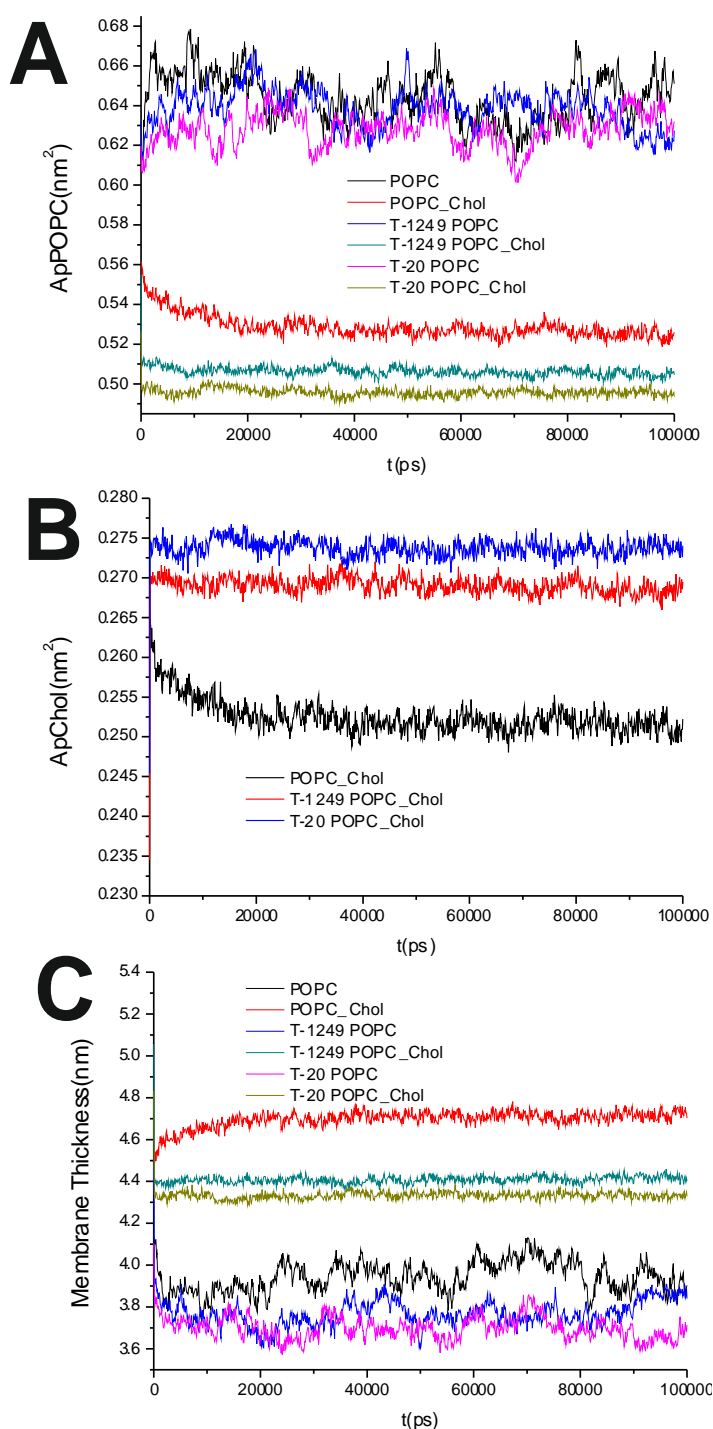 A
ApPOPC(nm²)
0.68
0.66
0.64
0.62
0.60
0.58
0.56
0.54
0.52
0.50
POPC
POPC_Chol
T-1249 POPC
T-1249 POPC_Chol
T-20 POPC
T-20 POPC_Chol
0 20000 40000 60000 80000 100000
t(ps)
B
ApChol(nm²)
0.280
0.275
0.270
0.265
0.260
0.255
0.250
0.245
0.240
0.235
0.230
POPC_Chol
T-1249 POPC_Chol
T-20 POPC_Chol
0 20000 40000 60000 80000 100000
t(ps)
C
Membrane Thickness(nm)
5.4
5.2
5.0
4.8
4.6
4.4
4.2
4.0
3.8
3.6
POPC
POPC_Chol
T-1249 POPC
T-1249 POPC_Chol
T-20 POPC
T-20 POPC_Chol
0 20000 40000 60000 80000 100000
t(ps)